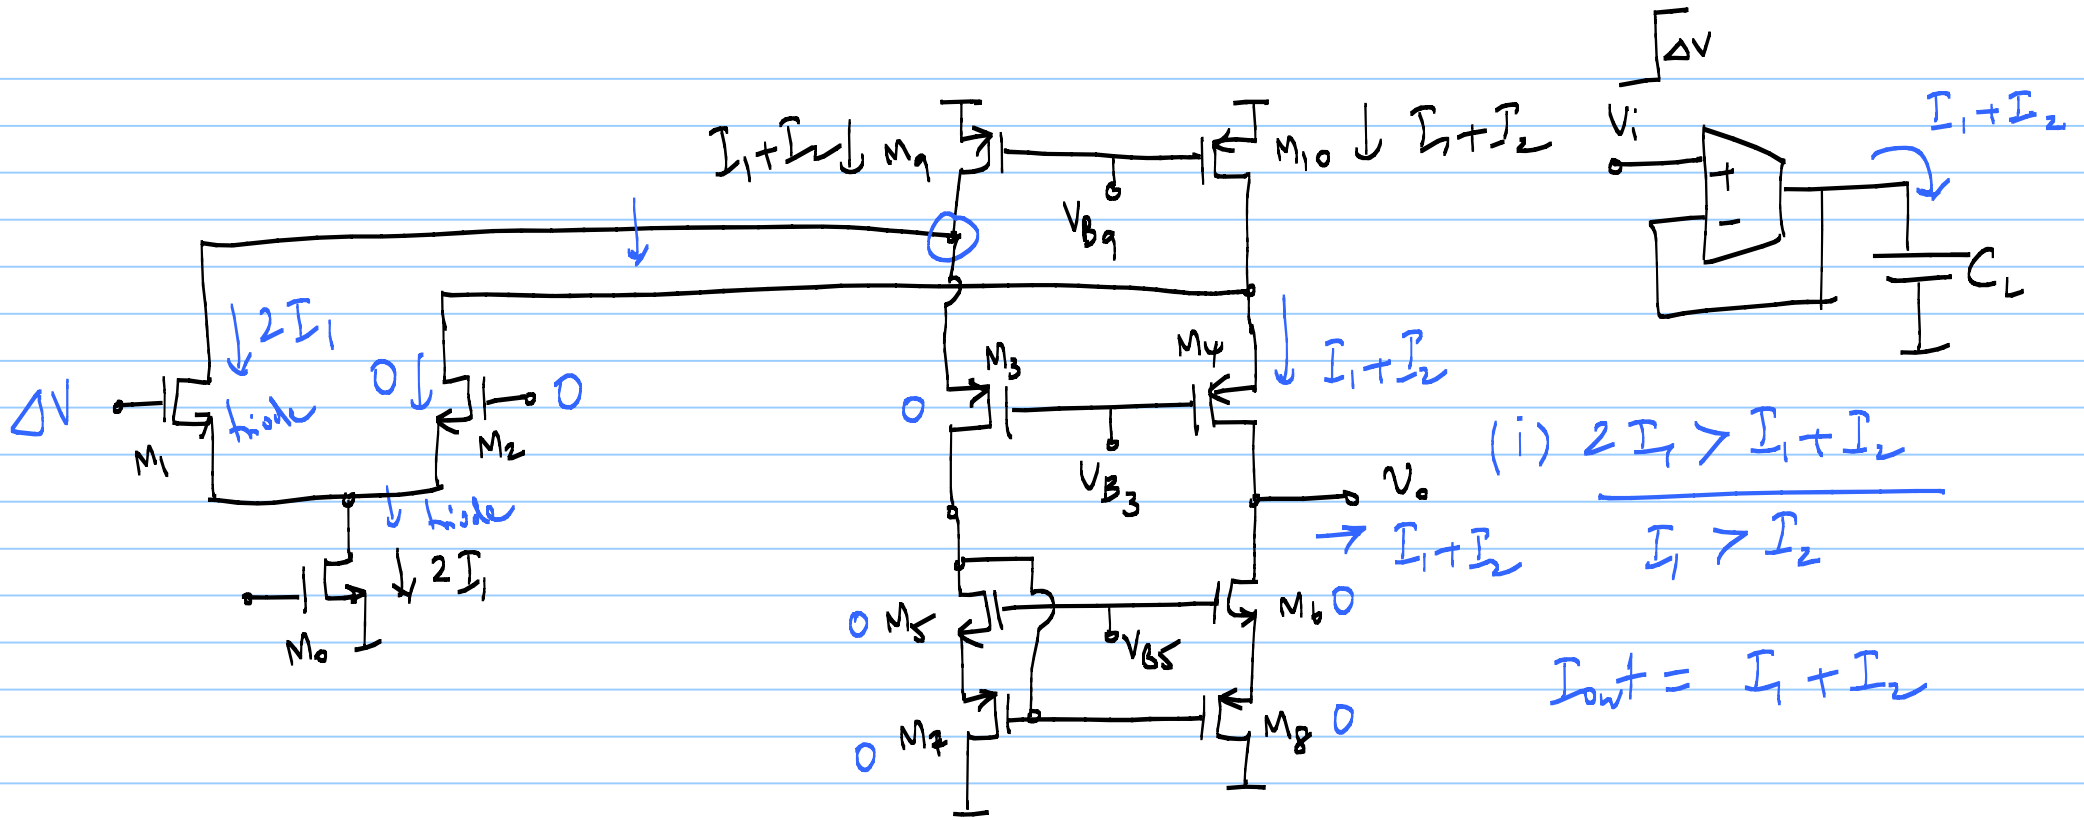 ΔV
Vi
I1 + I2
+
-
CL
I1 + I2
M9
M10
I1 + I2
VB9
2I1
0
ΔV
triode
0
M1
M2
triode
2I1
M0
M3
M4
0
I1 + I2
VB3
Vo
I1 + I2
(i) 2I1 > I1 + I2
I1 > I2
Iout = I1 + I2
0 M5
M6 0
VB5
0 M7
M8 0